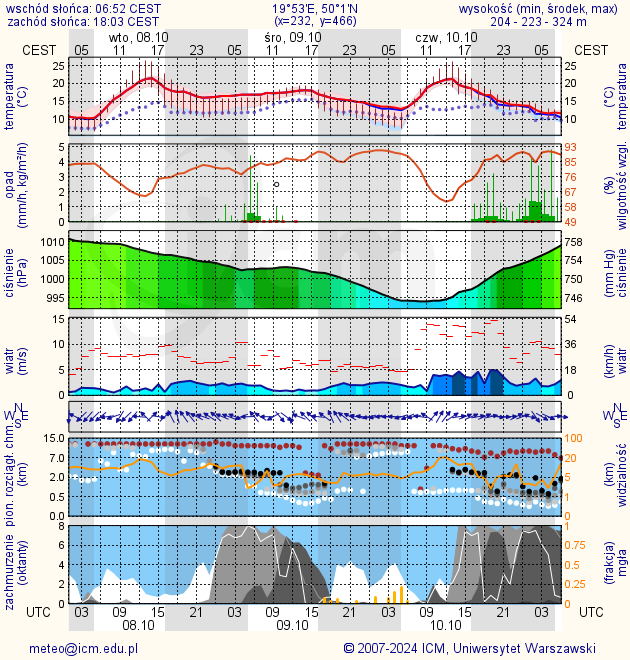 wschód słońca: 06:52 CEST 19°53'E, 50°1'N wysokość (min, środek, max)
zachód słońca: 18:03 CEST (x=232, y=466) 204 - 223 - 324 m
wto, 08.10 śro, 09.10 czw, 10.10
CEST 05 11 17 23 05 11 17 23 05 11 17 23 05 CEST
temperatura (°C) 25 20 15 10 25 20 15 10 (°C) temperatura
opad (mm/h, kg/m²/h) 5 4 3 2 1 0 93 85 76 67 58 49 (%) wilgotność wzgl.
ciśnienie (hPa) 1010 1005 1000 995 758 754 750 746 (mm Hg) ciśnienie
wiatr (m/s) 15 10 5 0 54 36 18 0 (km/h) wiatr
N W E S N W E S
pion. rozciągł. chm. (km) 15.0 7.0 2.0 0.5 0.0 100 20 5 1 0 (km) widzialność
zachmurzenie (oktanty) 8 6 4 2 0 1 0.75 0.5 0.25 0 (frakcja) mgła
UTC 03 09 15 21 03 09 15 21 03 09 15 21 03 UTC
08.10 09.10 10.10
meteo@icm.edu.pl © 2007-2024 ICM, Uniwersytet Warszawski